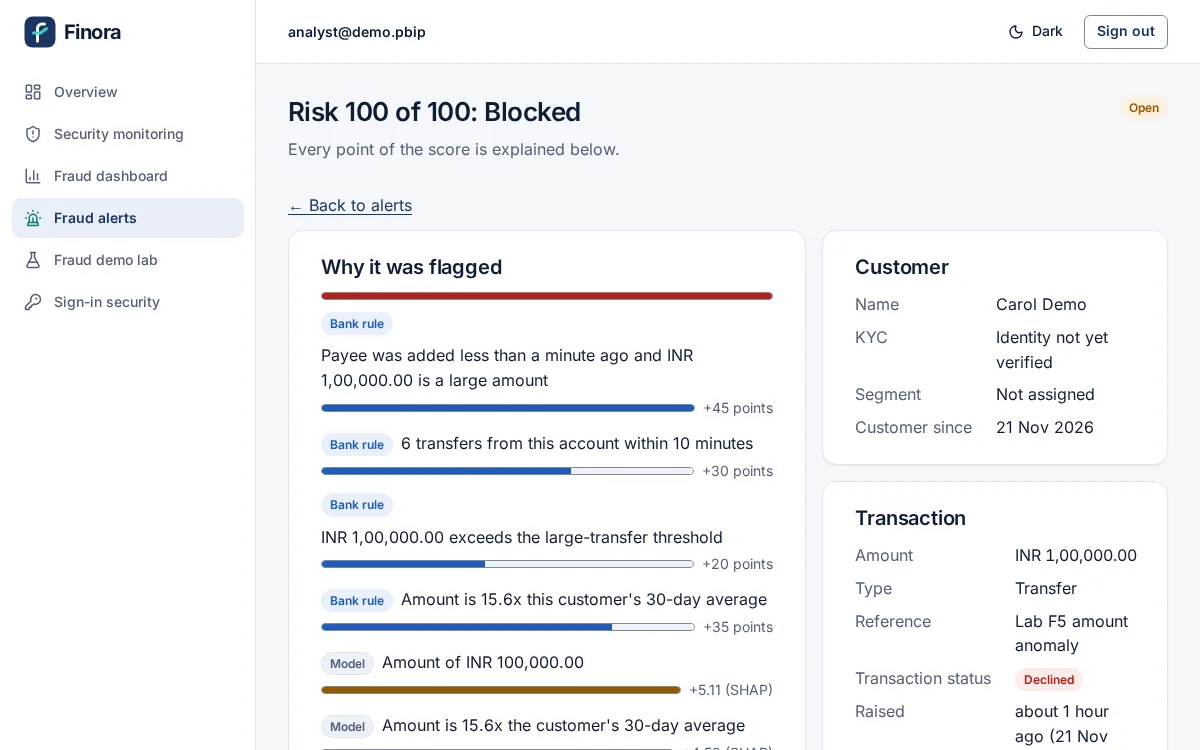 Finora
Overview
Security monitoring
Fraud dashboard
Fraud alerts
Fraud demo lab
Sign-in security
analyst@demo.pbip
Dark
Sign out
Risk 100 of 100: Blocked
Open
Every point of the score is explained below.
← Back to alerts
Why it was flagged
Bank rule
Payee was added less than a minute ago and INR
1,00,000.00 is a large amount
+45 points
Bank rule 6 transfers from this account within 10 minutes
+30 points
Bank rule
INR 1,00,000.00 exceeds the large-transfer threshold
+20 points
Bank rule Amount is 15.6x this customer's 30-day average
+35 points
Model Amount of INR 100,000.00
+5.11 (SHAP)
Model Amount is 15.6x the customer's 30-day average
Customer
Name Carol Demo
KYC Identity not yet
verified
Segment Not assigned
Customer since 21 Nov 2026
Transaction
Amount INR 1,00,000.00
Type Transfer
Reference Lab F5 amount
anomaly
Transaction status Declined
Raised about 1 hour
ago (21 Nov